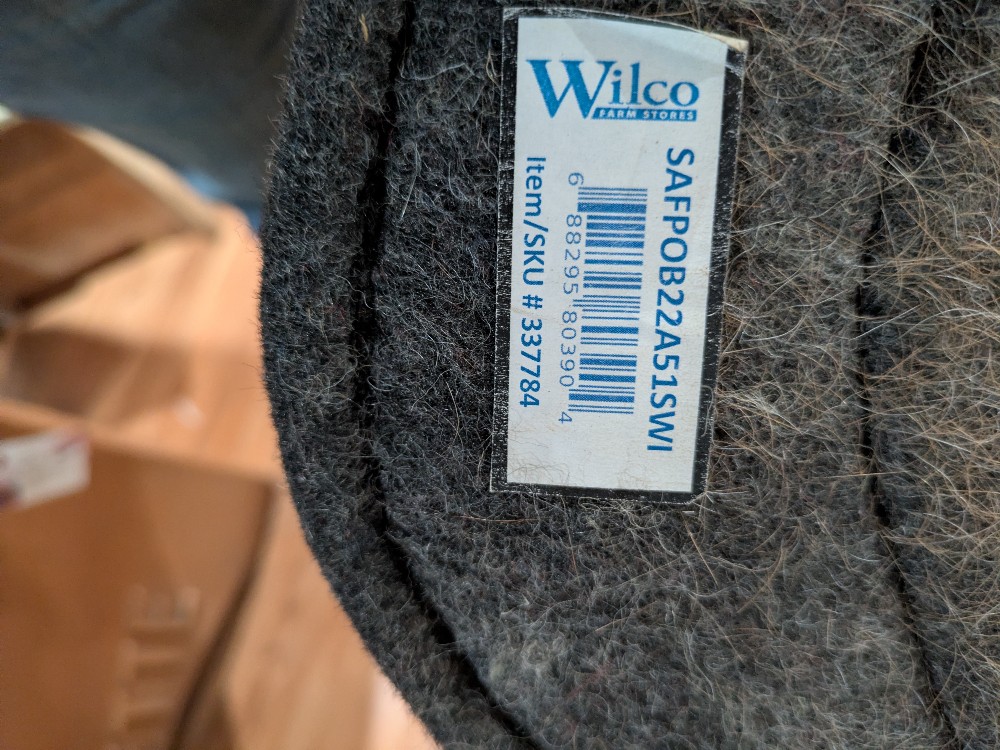 Wilco
FARM STORES
SAFPOB22A51SWI
6 88295 80390 4
Item/SKU # 337784